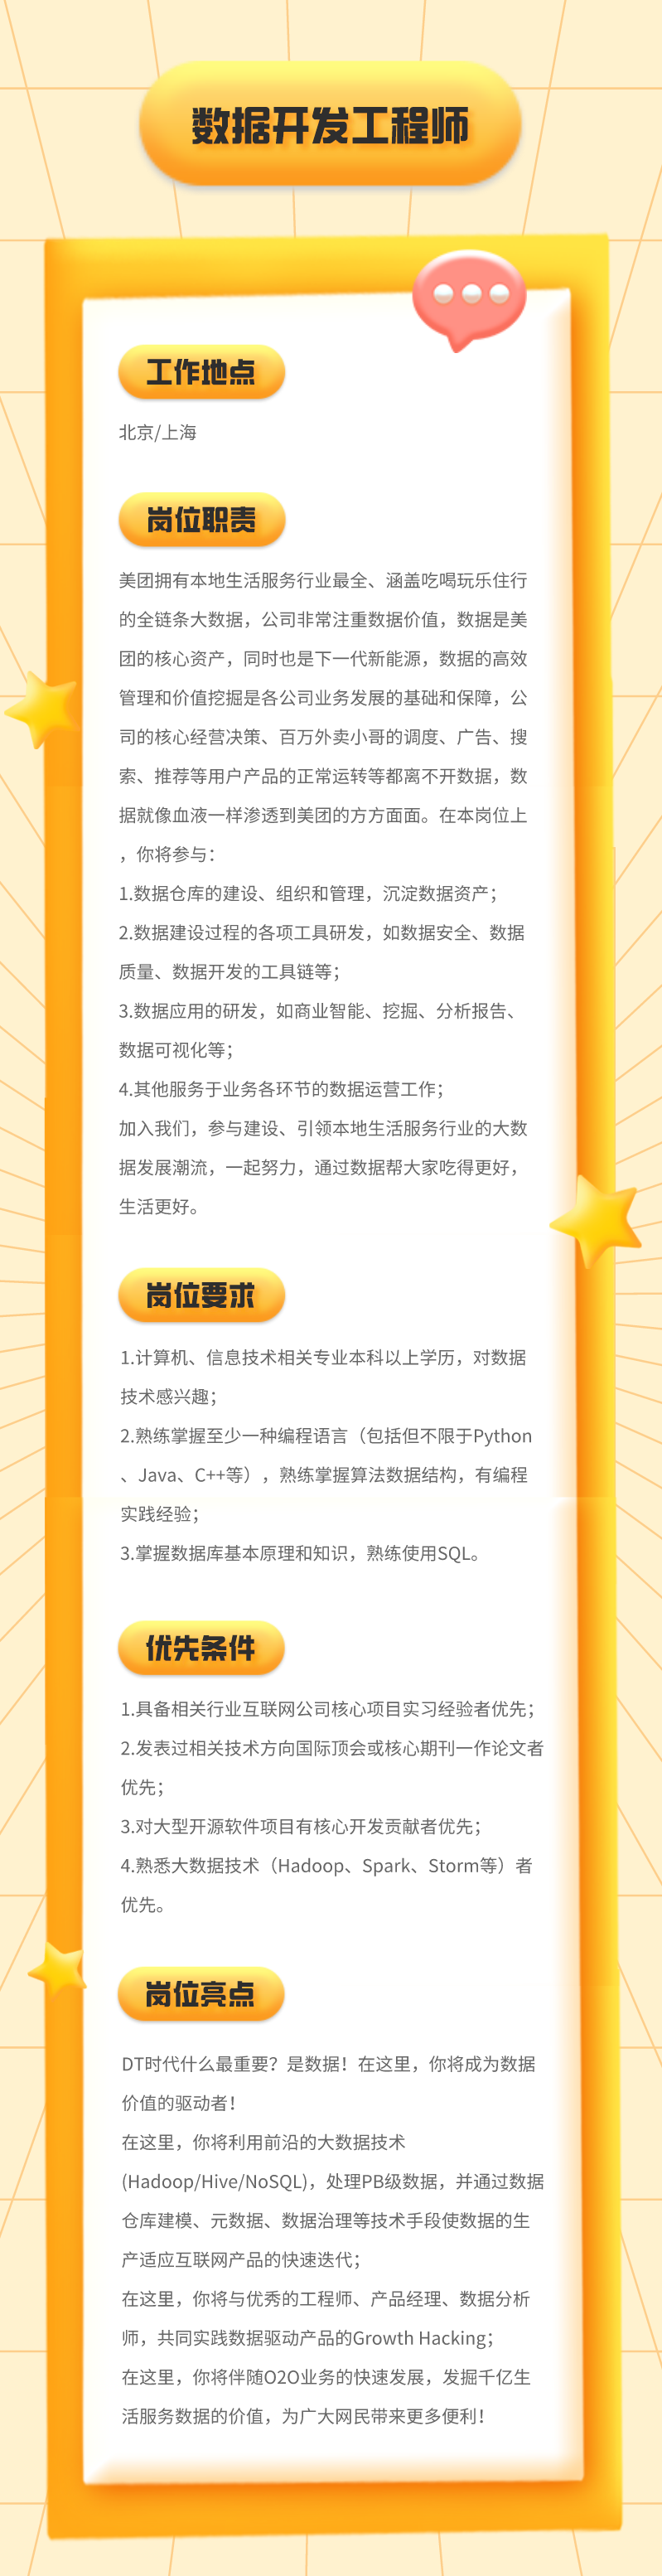 数据开发工程师
工作地点
北京/上海
岗位职责
美团拥有本地生活服务行业最全、涵盖吃喝玩乐住行
的全链条大数据，公司非常注重数据价值，数据是美
团的核心资产，同时也是下一代新能源，数据的高效
管理和价值挖掘是各公司业务发展的基础和保障，公
司的核心经营决策、百万外卖小哥的调度、广告、搜
索、推荐等用户产品的正常运转等都离不开数据，数
据就像血液一样渗透到美团的方方面面。在本岗位上
，你将参与：
1.数据仓库的建设、组织和管理，沉淀数据资产；
2.数据建设过程的各项工具研发，如数据安全、数据
质量、数据开发的工具链等；
3.数据应用的研发，如商业智能、挖掘、分析报告、
数据可视化等；
4.其他服务于业务各环节的数据运营工作；
加入我们，参与建设、引领本地生活服务行业的大数
据发展潮流，一起努力，通过数据帮大家吃得更好，
生活更好。
岗位要求
1.计算机、信息技术相关专业本科以上学历，对数据
技术感兴趣；
2.熟练掌握至少一种编程语言（包括但不限于Python
、Java、C++等），熟练掌握算法数据结构，有编程
实践经验；
3.掌握数据库基本原理和知识，熟练使用SQL。
优先条件
1.具备相关行业互联网公司核心项目实习经验者优先；
2.发表过相关技术方向国际顶会或核心期刊一作论文者
优先；
3.对大型开源软件项目有核心开发贡献者优先；
4.熟悉大数据技术（Hadoop、Spark、Storm等）者
优先。
岗位亮点
DT时代什么最重要？是数据！在这里，你将成为数据
价值的驱动者！
在这里，你将利用前沿的大数据技术
(Hadoop/Hive/NoSQL)，处理PB级数据，并通过数据
仓库建模、元数据、数据治理等技术手段使数据的生
产适应互联网产品的快速迭代；
在这里，你将与优秀的工程师、产品经理、数据分析
师，共同实践数据驱动产品的Growth Hacking；
在这里，你将伴随O2O业务的快速发展，发掘千亿生
活服务数据的价值，为广大网民带来更多便利！